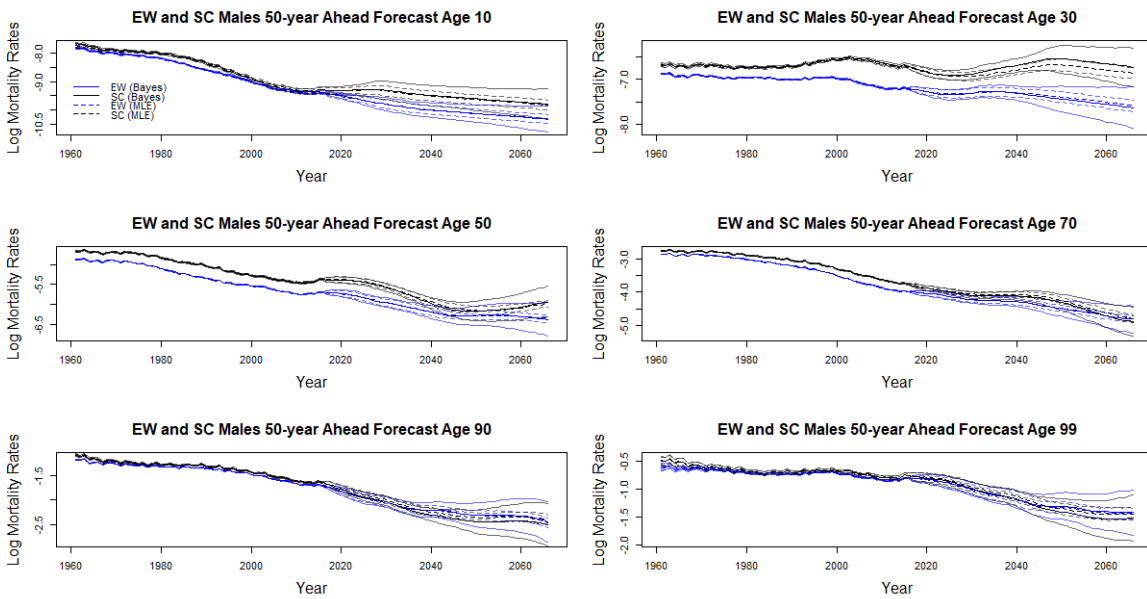 EW and SC Males 50-year Ahead Forecast Age 10
Log Mortality Rates
-8.0
-9.0
-10.5
EW (Bayes)
SC (Bayes)
EW (MLE)
SC (MLE)
1960 1980 2000 2020 2040 2060
Year
EW and SC Males 50-year Ahead Forecast Age 30
Log Mortality Rates
-7.0
-8.0
1960 1980 2000 2020 2040 2060
Year
EW and SC Males 50-year Ahead Forecast Age 50
Log Mortality Rates
-5.5
-6.5
1960 1980 2000 2020 2040 2060
Year
EW and SC Males 50-year Ahead Forecast Age 70
Log Mortality Rates
-3.0
-4.0
-5.0
1960 1980 2000 2020 2040 2060
Year
EW and SC Males 50-year Ahead Forecast Age 90
Log Mortality Rates
-1.5
-2.5
1960 1980 2000 2020 2040 2060
Year
EW and SC Males 50-year Ahead Forecast Age 99
Log Mortality Rates
-0.5
-1.0
-1.5
-2.0
1960 1980 2000 2020 2040 2060
Year